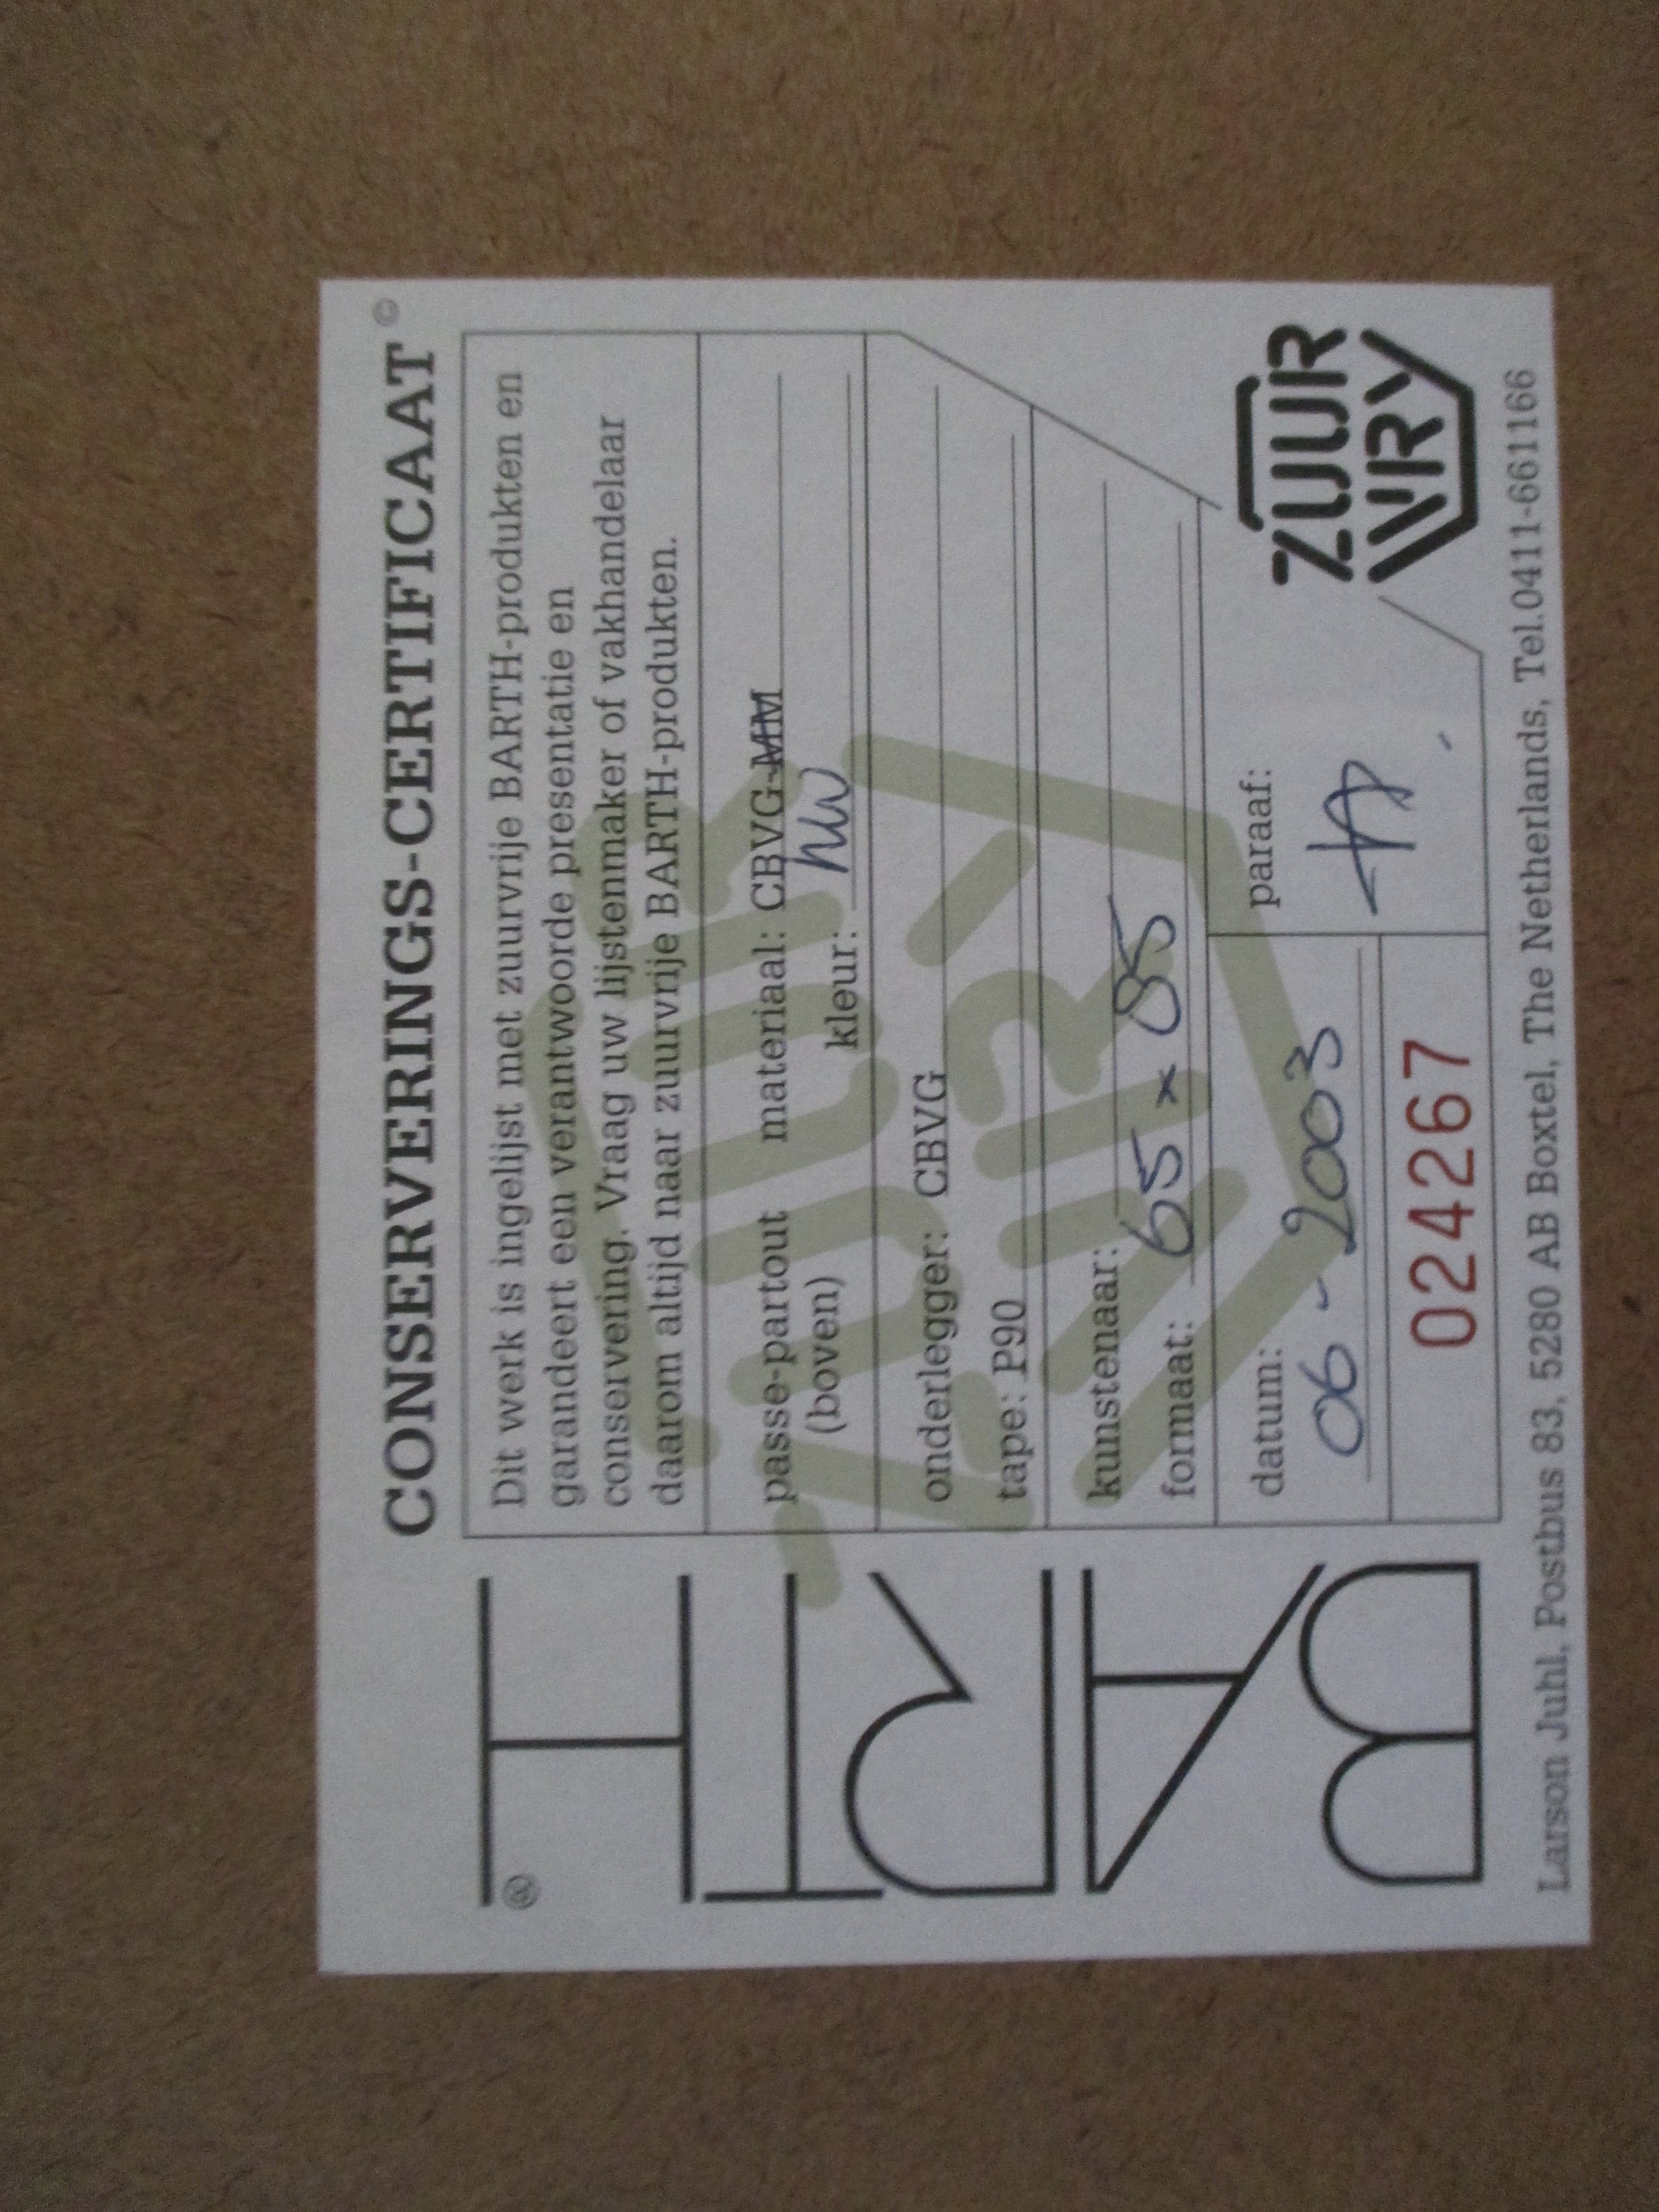 CONSERVERINGS-CERTIFICAAT ©
BARTH ®
Dit werk is ingelijst met zuurvrije BARTH-produkten en
garandeert een verantwoorde presentatie en
conservering. Vraag uw lijstenmaker of vakhandelaar
daarom altijd naar zuurvrije BARTH-produkten.
passe-partout materiaal: CBVG-MM
(boven) kleur: nw
onderlegger: CBVG
tape: P90
kunstenaar:
formaat: 65 x 85
datum: paraaf:
06 - 2003
024267
ZUUR
VRY
Larson Juhl, Postbus 83, 5280 AB Boxtel, The Netherlands, Tel.0411-661166